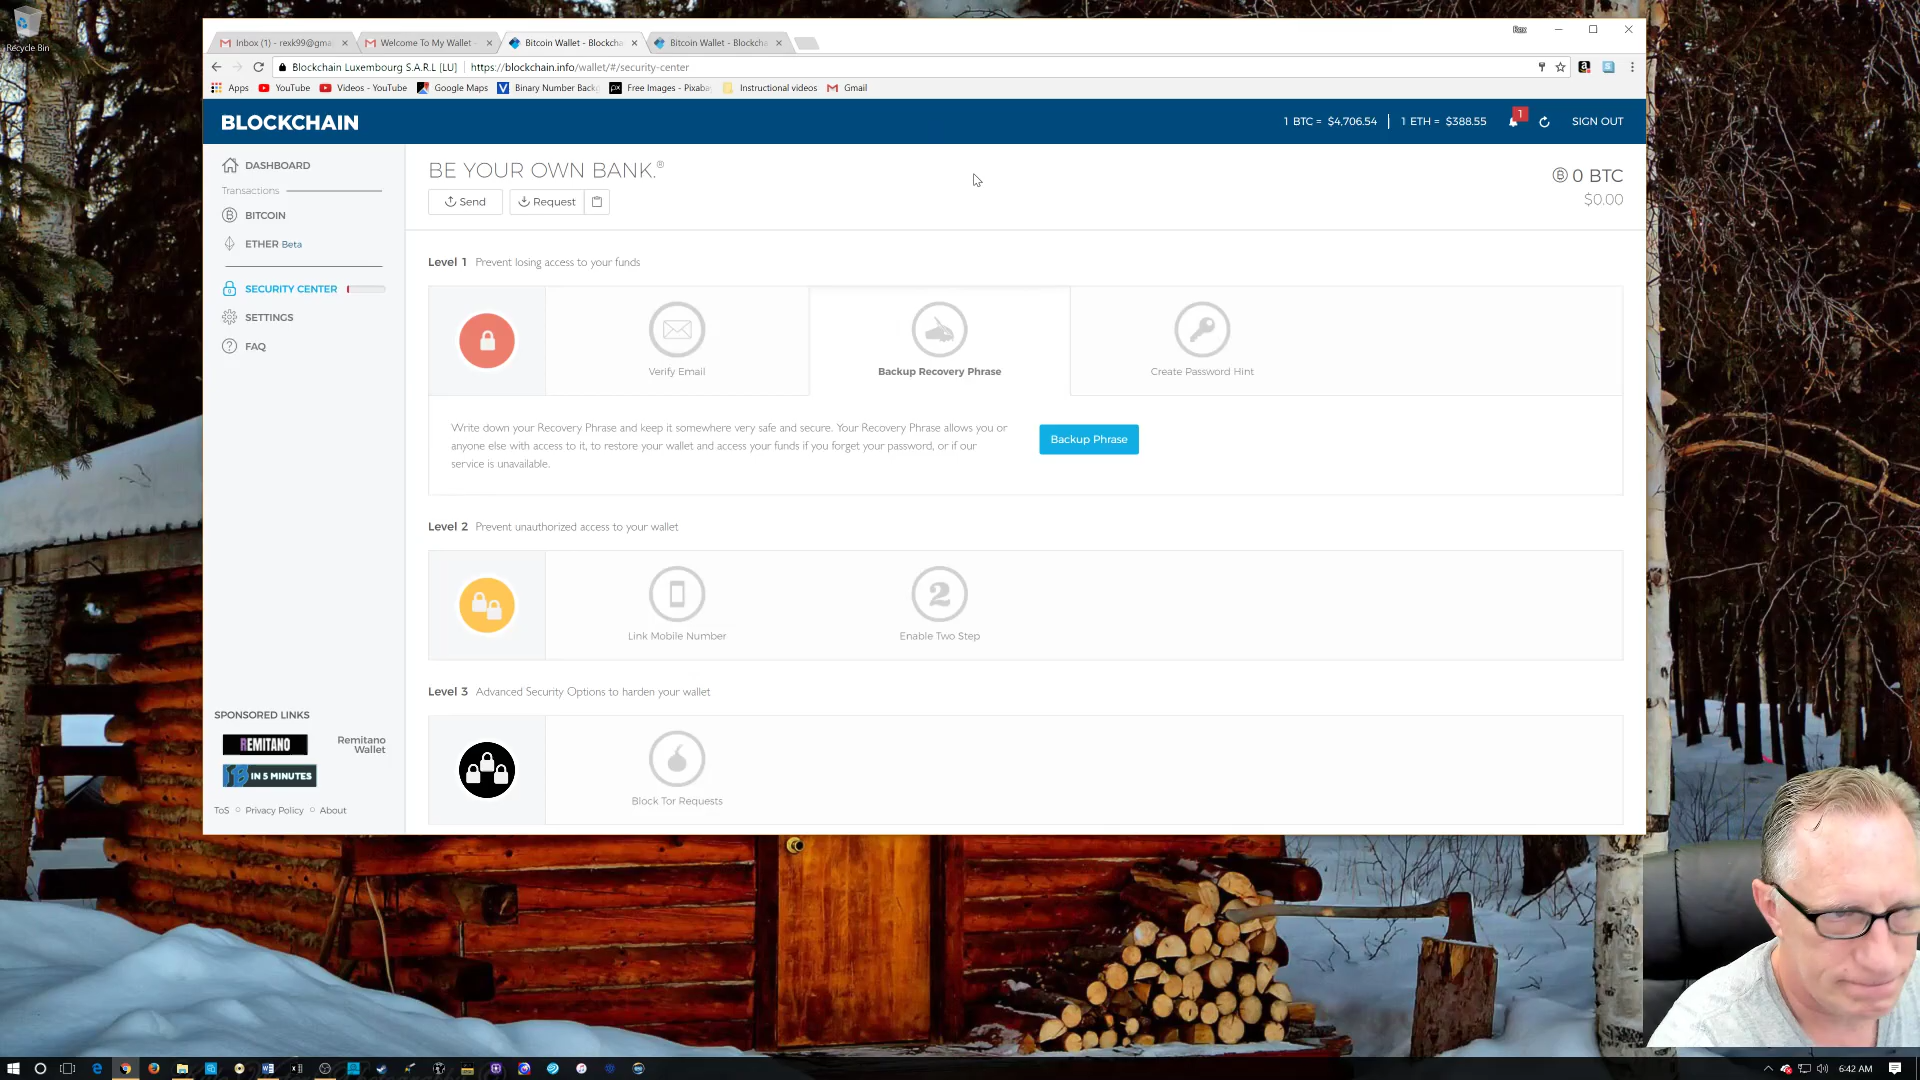 Recycle Bin
Inbox (1) - rexk99@gma
Welcome To My Wallet -
Bitcoin Wallet - Blockcha
Bitcoin Wallet - Blockcha
Blockchain Luxembourg S.A.R.L [LU] https://blockchain.info/wallet/#/security-center
Apps YouTube Videos - YouTube Google Maps Binary Number Back Free Images - Pixaba Instructional videos Gmail
BLOCKCHAIN
1 BTC = $4,706.54 1 ETH = $388.55 1 SIGN OUT
DASHBOARD
Transactions
BITCOIN
ETHER Beta
SECURITY CENTER
SETTINGS
FAQ
BE YOUR OWN BANK.®
Send Request
0 BTC
$0.00
Level 1 Prevent losing access to your funds
Verify Email
Backup Recovery Phrase
Create Password Hint
Write down your Recovery Phrase and keep it somewhere very safe and secure. Your Recovery Phrase allows you or
anyone else with access to it, to restore your wallet and access your funds if you forget your password, or if our
service is unavailable.
Backup Phrase
Level 2 Prevent unauthorized access to your wallet
Link Mobile Number
2
Enable Two Step
Level 3 Advanced Security Options to harden your wallet
Block Tor Requests
SPONSORED LINKS
REMITANO
Remitano
Wallet
IN 5 MINUTES
ToS Privacy Policy About
6:42 AM